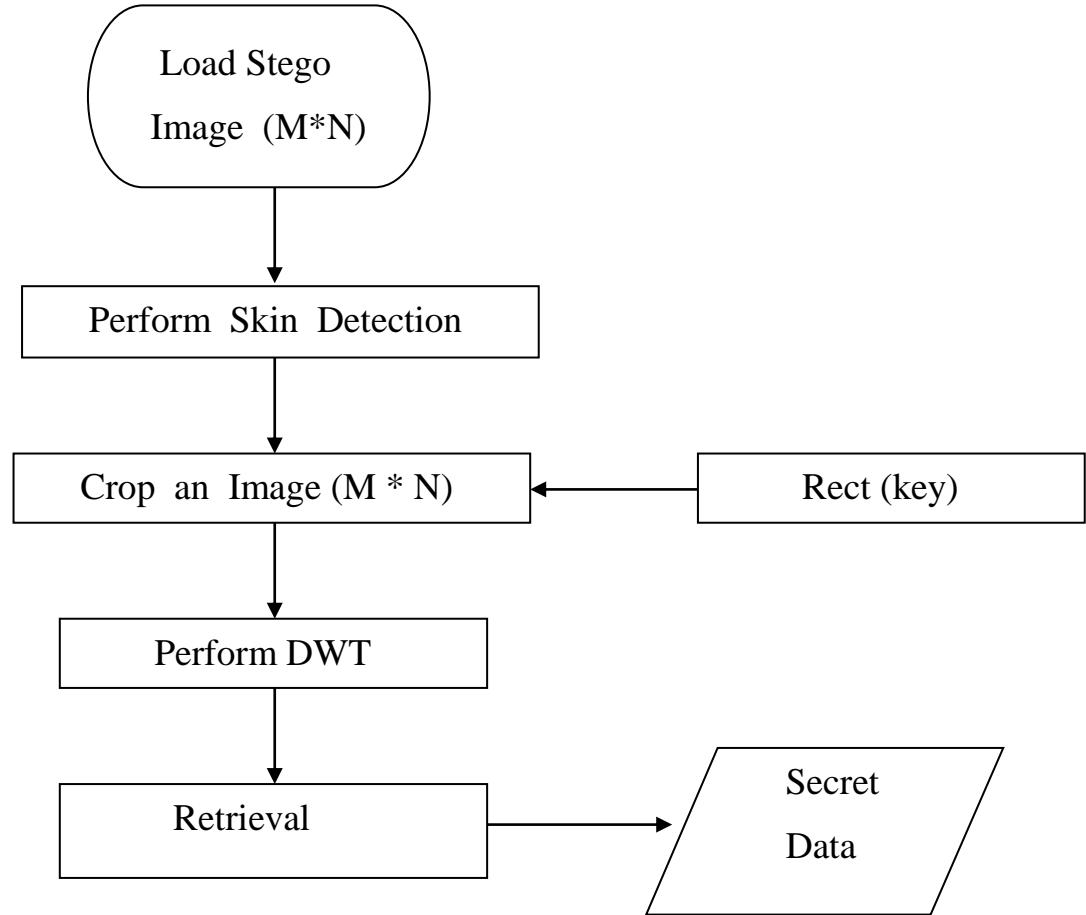 Load Stego
Image (M*N)
Perform Skin Detection
Crop an Image (M * N)
Rect (key)
Perform DWT
Retrieval
Secret
Data